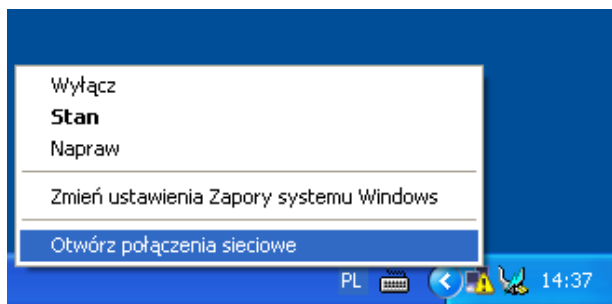 Wyłącz
Stan
Napraw
Zmień ustawienia Zapory systemu Windows
Otwórz połączenia sieciowe
PL 14:37